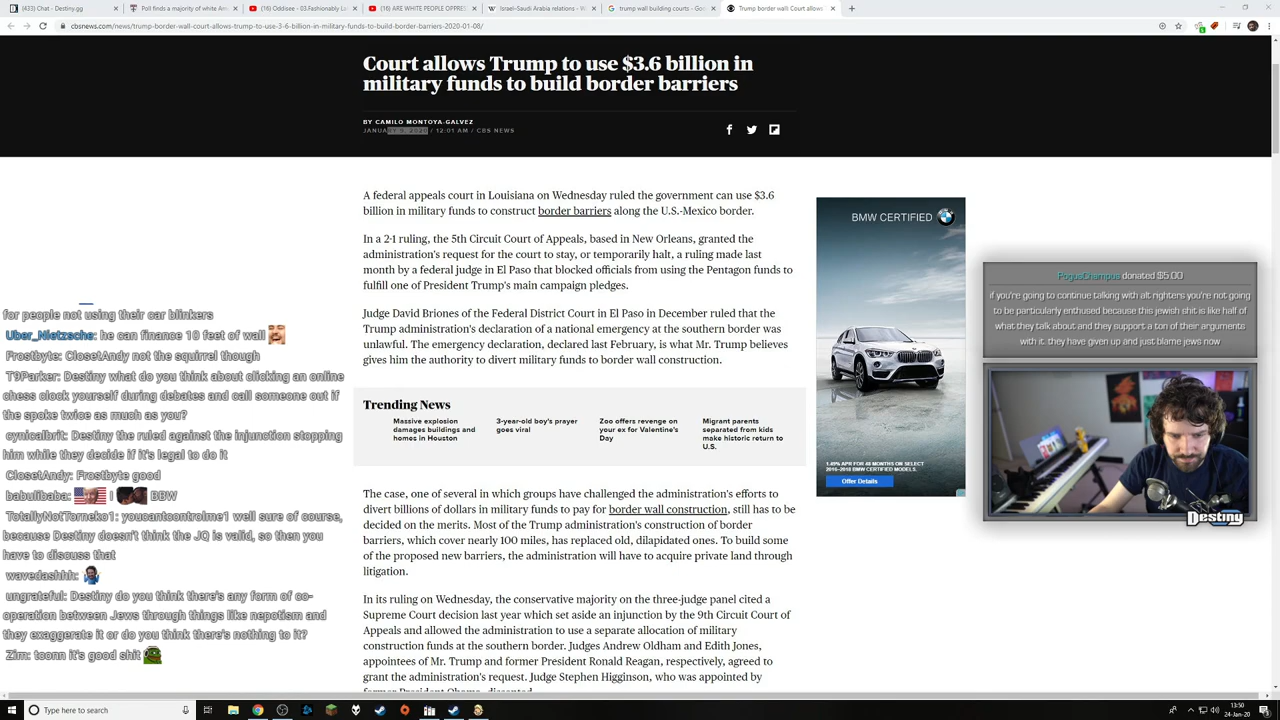 (433) Chat - Destiny.gg
Poll finds a majority of white Ame
(16) Oddisee - 03.Fashionably L
(16) ARE WHITE PEOPLE OPPRES
Israel–Saudi Arabia relations - W
trump wall building courts - Goo
Trump border wall: Court allows
cbsnews.com/news/trump-border-wall-court-allows-trump-to-use-3-6-billion-in-military-funds-to-build-border-barriers-2020-01-08/
Court allows Trump to use $3.6 billion in
military funds to build border barriers
BY CAMILO MONTOYA-GALVEZ
JANUARY 9, 2020 / 12:01 AM / CBS NEWS
A federal appeals court in Louisiana on Wednesday ruled the government can use $3.6
billion in military funds to construct border barriers along the U.S.-Mexico border.
In a 2-1 ruling, the 5th Circuit Court of Appeals, based in New Orleans, granted the
administration's request for the court to stay, or temporarily halt, a ruling made last
month by a federal judge in El Paso that blocked officials from using the Pentagon funds to
fulfill one of President Trump's main campaign pledges.
Judge David Briones of the Federal District Court in El Paso in December ruled that the
Trump administration's declaration of a national emergency at the southern border was
unlawful. The emergency declaration, declared last February, is what Mr. Trump believes
gives him the authority to divert military funds to border wall construction.
Trending News
Massive explosion
damages buildings and
homes in Houston
3-year-old boy's prayer
goes viral
Zoo offers revenge on
your ex for Valentine's
Day
Migrant parents
separated from kids
make historic return to
U.S.
The case, one of several in which groups have challenged the administration's efforts to
divert billions of dollars in military funds to pay for border wall construction, still has to be
decided on the merits. Most of the Trump administration's construction of border
barriers, which cover nearly 100 miles, has replaced old, dilapidated ones. To build some
of the proposed new barriers, the administration will have to acquire private land through
litigation.
In its ruling on Wednesday, the conservative majority on the three-judge panel cited a
Supreme Court decision last year which set aside an injunction by the 9th Circuit Court of
Appeals and allowed the administration to use a separate allocation of military
construction funds at the southern border. Judges Andrew Oldham and Edith Jones,
appointees of Mr. Trump and former President Ronald Reagan, respectively, agreed to
grant the administration's request. Judge Stephen Higginson, who was appointed by
former President Obama, dissented.
for people not using their car blinkers
Uber_Nietzsche: he can finance 10 feet of wall
Frostbyte: ClosetAndy not the squirrel though
T9Parker: Destiny what do you think about clicking an online
chess clock yourself during debates and call someone out if
the spoke twice as much as you?
cynicalbrit: Destiny the ruled against the injunction stopping
him while they decide if it's legal to do it
ClosetAndy: Frostbyte good
babulibaba: I BBW
TotallyNotTorneko1: youcantcontrolme1 well sure of course,
because Destiny doesn't think the JQ is valid, so then you
have to discuss that
wavedashhh:
ungrateful: Destiny do you think there's any form of co-
operation between Jews through things like nepotism and
they exaggerate it or do you think there's nothing to it?
Zim: tconn it's good shit
BMW CERTIFIED
1.49% APR FOR 48 MONTHS ON SELECT
2016–2018 BMW CERTIFIED MODELS.
Offer Details
PogusChampus donated $5.00
if you're going to continue talking with alt righters you're not going
to be particularly enthused because this jewish shit is like half of
what they talk about and they support a ton of their arguments
with it. they have given up and just blame jews now
Destiny
Type here to search
13:50
24-Jan-20